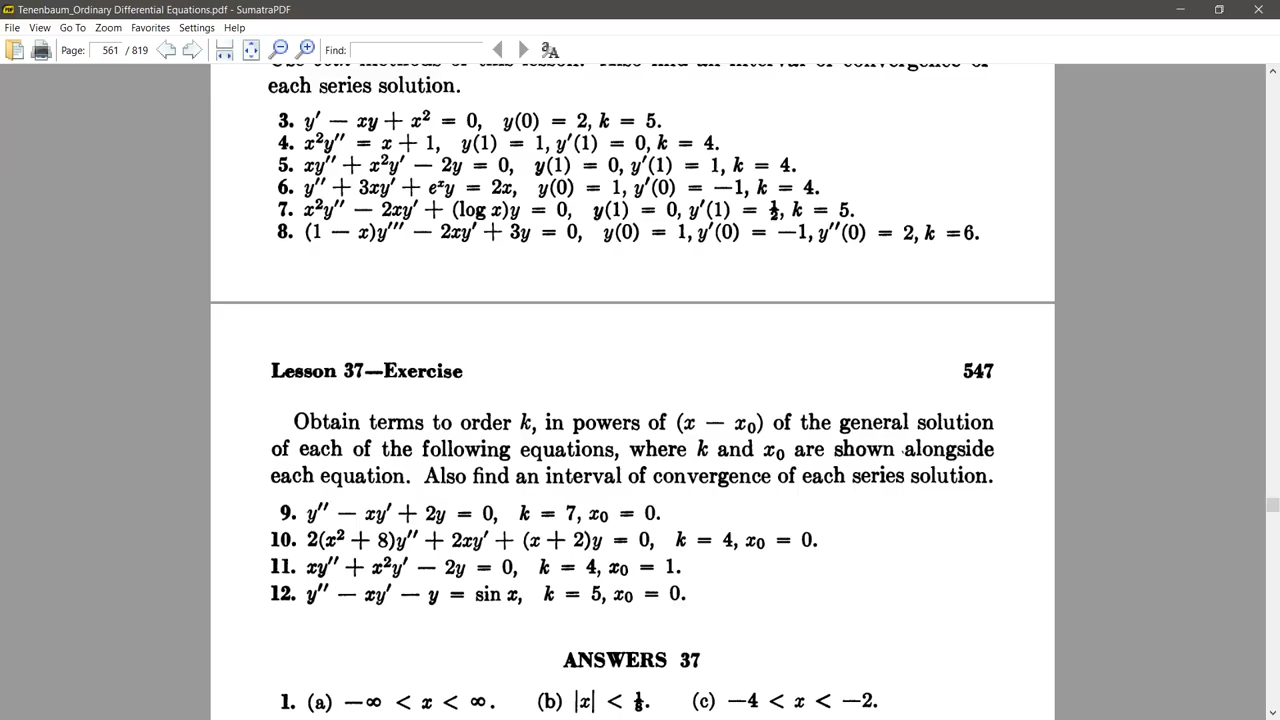 Tenenbaum_Ordinary Differential Equations.pdf - SumatraPDF
File View Go To Zoom Favorites Settings Help
Page: 561 / 819 Find:
each series solution.
3. y′ − xy + x² = 0, y(0) = 2, k = 5.
4. x²y″ = x + 1, y(1) = 1, y′(1) = 0, k = 4.
5. xy″ + x²y′ − 2y = 0, y(1) = 0, y′(1) = 1, k = 4.
6. y″ + 3xy′ + eˣy = 2x, y(0) = 1, y′(0) = −1, k = 4.
7. x²y″ − 2xy′ + (log x)y = 0, y(1) = 0, y′(1) = ½, k = 5.
8. (1 − x)y‴ − 2xy′ + 3y = 0, y(0) = 1, y′(0) = −1, y″(0) = 2, k = 6.
Lesson 37—Exercise 547
Obtain terms to order k, in powers of (x − x₀) of the general solution
of each of the following equations, where k and x₀ are shown alongside
each equation. Also find an interval of convergence of each series solution.
9. y″ − xy′ + 2y = 0, k = 7, x₀ = 0.
10. 2(x² + 8)y″ + 2xy′ + (x + 2)y = 0, k = 4, x₀ = 0.
11. xy″ + x²y′ − 2y = 0, k = 4, x₀ = 1.
12. y″ − xy′ − y = sin x, k = 5, x₀ = 0.
ANSWERS 37
1. (a) −∞ < x < ∞. (b) |x| < ⅛. (c) −4 < x < −2.